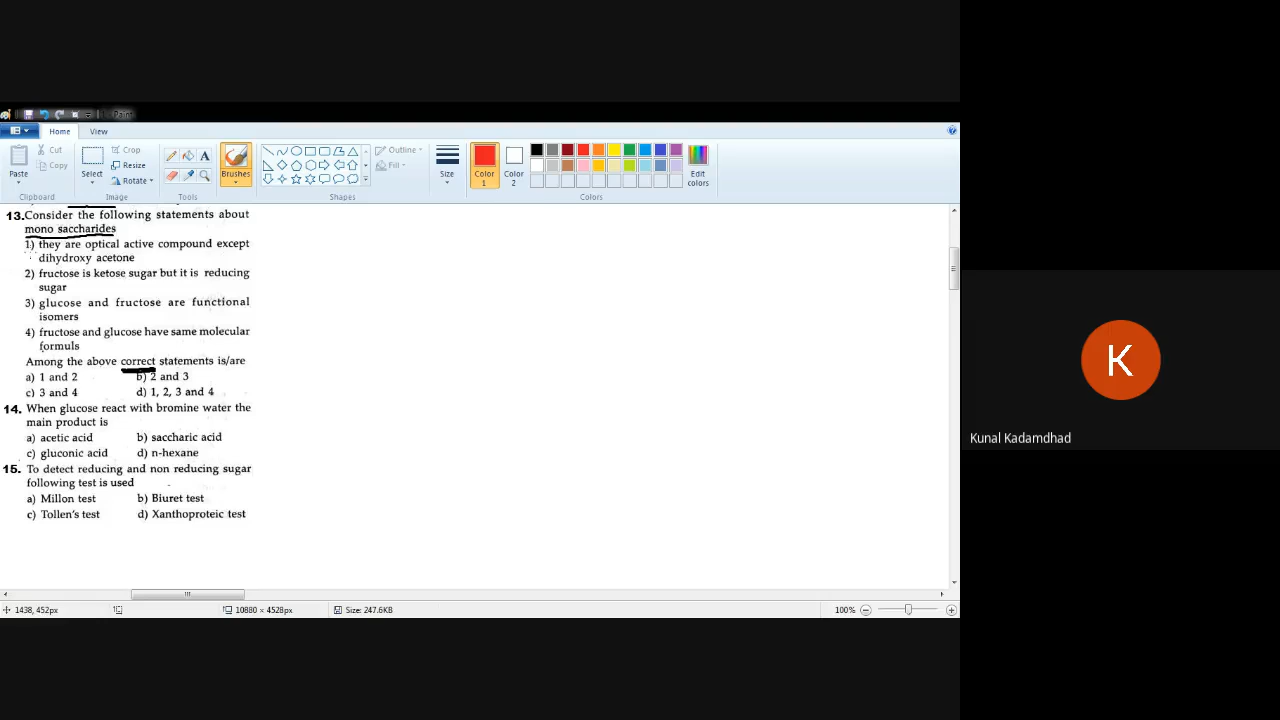 Paint
Home View
Paste
Cut
Copy
Clipboard
Select
Crop
Resize
Rotate
Image
A
Tools
Brushes
Outline
Fill
Shapes
Size
Color
1
Color
2
Edit
colors
Colors
13. Consider the following statements about
mono saccharides
1) they are optical active compound except
dihydroxy acetone
2) fructose is ketose sugar but it is reducing
sugar
3) glucose and fructose are functional
isomers
4) fructose and glucose have same molecular
formuls
Among the above correct statements is/are
a) 1 and 2 b) 2 and 3
c) 3 and 4 d) 1, 2, 3 and 4
14. When glucose react with bromine water the
main product is
a) acetic acid b) saccharic acid
c) gluconic acid d) n-hexane
15. To detect reducing and non reducing sugar
following test is used
a) Millon test b) Biuret test
c) Tollen's test d) Xanthoproteic test
K
Kunal Kadamdhad
1438, 452px 10880 × 4528px Size: 247.6KB 100%